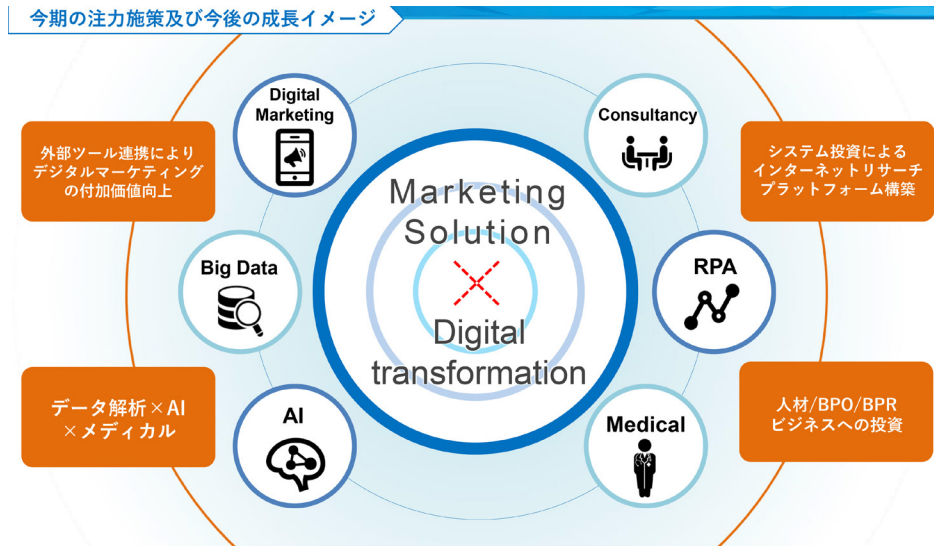 今期の注力施策及び今後の成長イメージ
Digital
Marketing
Consultancy
外部ツール連携により
デジタルマーケティング
の付加価値向上
システム投資による
インターネットリサーチ
プラットフォーム構築
Marketing
Solution
×
Digital
transformation
Big Data
RPA
データ解析×AI
×メディカル
人材/BPO/BPR
ビジネスへの投資
AI
Medical